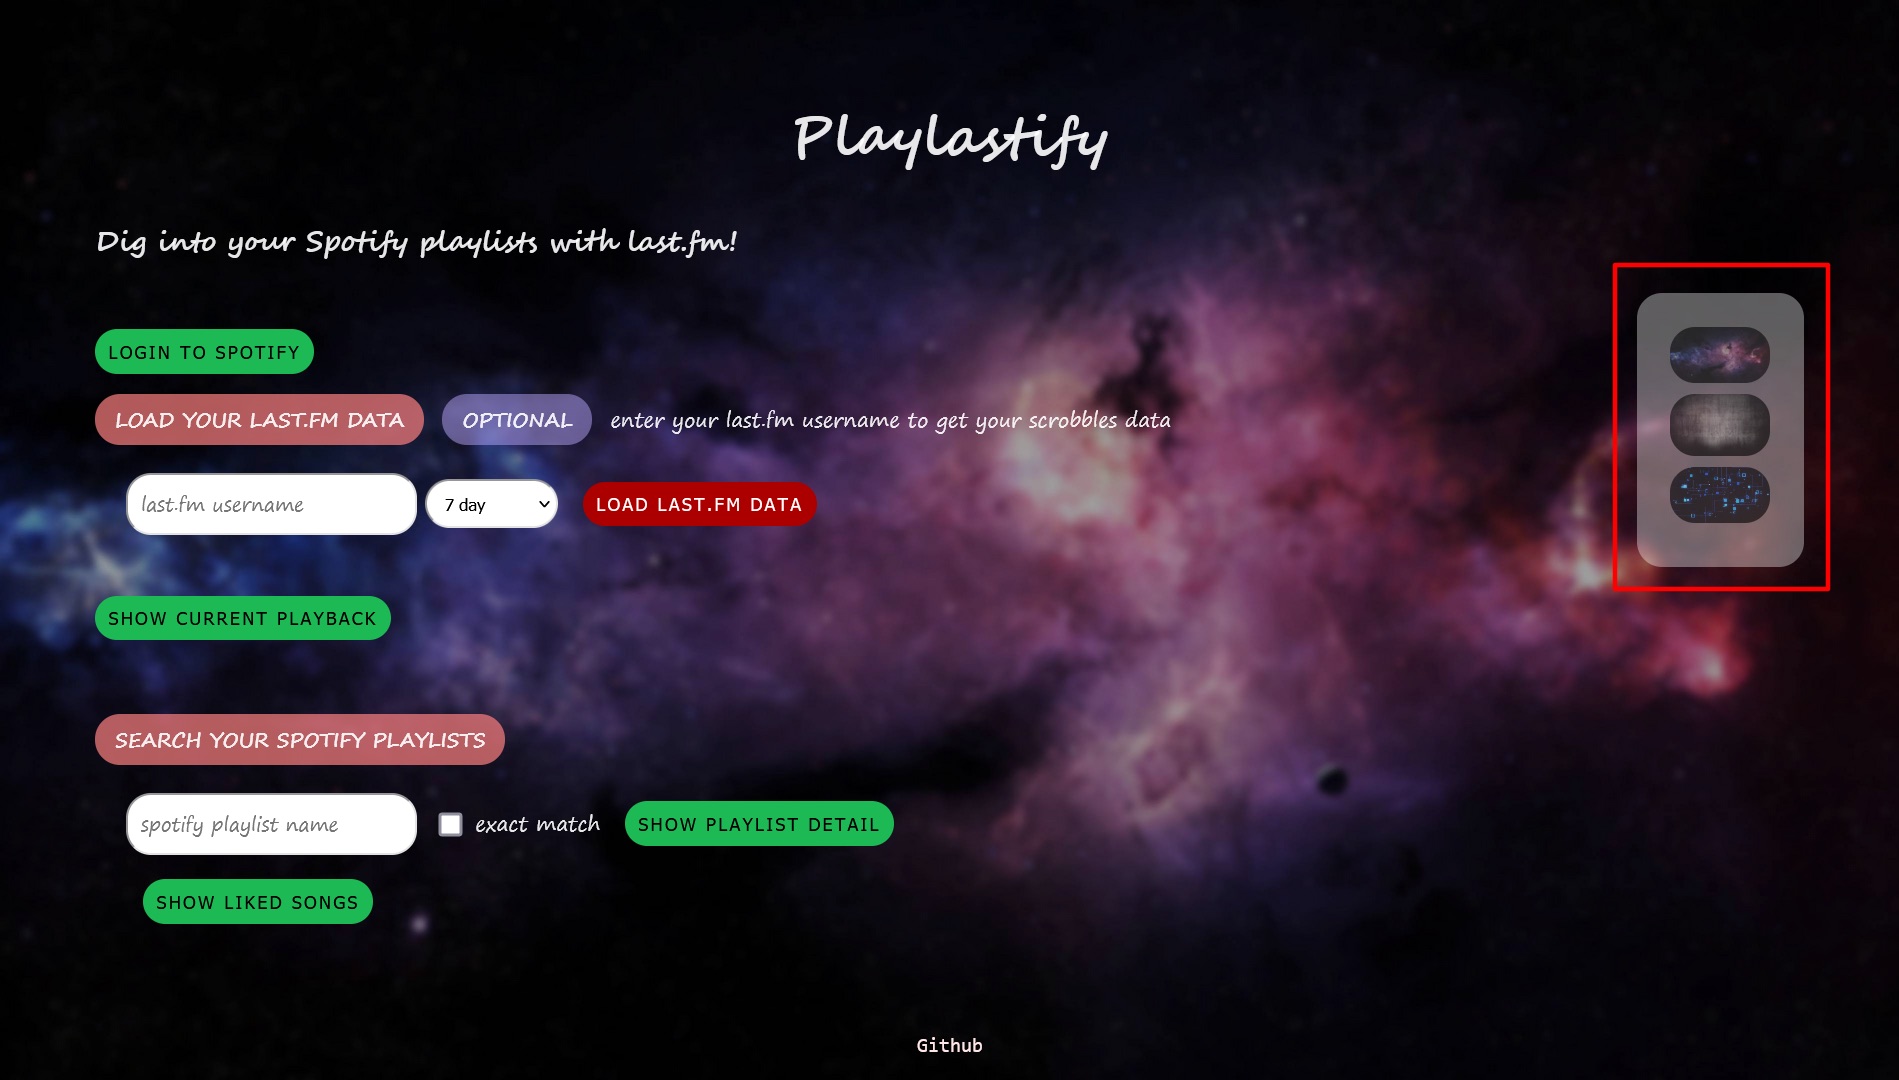 Playlastify
Dig into your Spotify playlists with last.fm!
LOGIN TO SPOTIFY
LOAD YOUR LAST.FM DATA OPTIONAL enter your last.fm username to get your scrobbles data
last.fm username 7 day LOAD LAST.FM DATA
SHOW CURRENT PLAYBACK
SEARCH YOUR SPOTIFY PLAYLISTS
spotify playlist name exact match SHOW PLAYLIST DETAIL
SHOW LIKED SONGS
Github